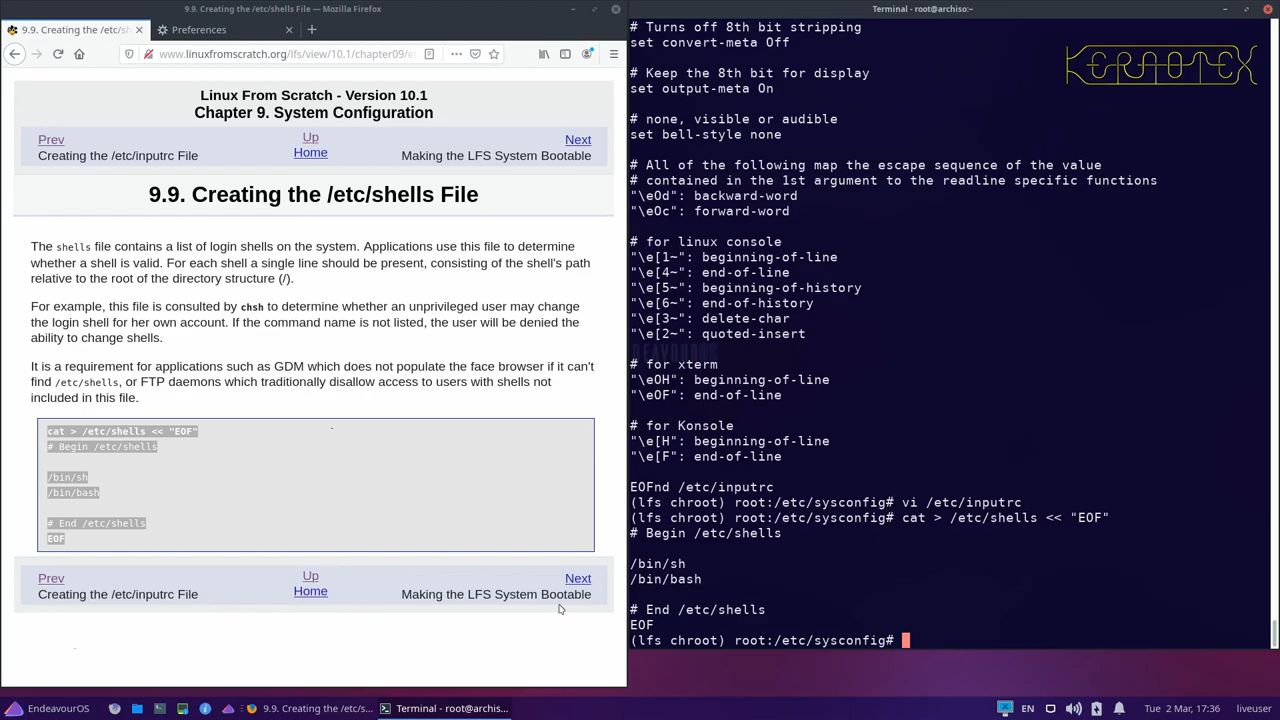 9.9. Creating the /etc/shells File — Mozilla Firefox
9.9. Creating the /etc/sh
Preferences
www.linuxfromscratch.org/lfs/view/10.1/chapter09/e
Linux From Scratch - Version 10.1
Chapter 9. System Configuration
Prev
Up
Next
Creating the /etc/inputrc File
Home
Making the LFS System Bootable
9.9. Creating the /etc/shells File
The shells file contains a list of login shells on the system. Applications use this file to determine
whether a shell is valid. For each shell a single line should be present, consisting of the shell's path
relative to the root of the directory structure (/).
For example, this file is consulted by chsh to determine whether an unprivileged user may change
the login shell for her own account. If the command name is not listed, the user will be denied the
ability to change shells.
It is a requirement for applications such as GDM which does not populate the face browser if it can't
find /etc/shells, or FTP daemons which traditionally disallow access to users with shells not
included in this file.
cat > /etc/shells << "EOF"
# Begin /etc/shells
/bin/sh
/bin/bash
# End /etc/shells
EOF
Prev
Up
Next
Creating the /etc/inputrc File
Home
Making the LFS System Bootable
Terminal - root@archiso:~
KERNOTEX
# Turns off 8th bit stripping
set convert-meta Off
# Keep the 8th bit for display
set output-meta On
# none, visible or audible
set bell-style none
# All of the following map the escape sequence of the value
# contained in the 1st argument to the readline specific functions
"\eOd": backward-word
"\eOc": forward-word
# for linux console
"\e[1~": beginning-of-line
"\e[4~": end-of-line
"\e[5~": beginning-of-history
"\e[6~": end-of-history
"\e[3~": delete-char
"\e[2~": quoted-insert
# for xterm
"\eOH": beginning-of-line
"\eOF": end-of-line
# for Konsole
"\e[H": beginning-of-line
"\e[F": end-of-line
EOFnd /etc/inputrc
(lfs chroot) root:/etc/sysconfig# vi /etc/inputrc
(lfs chroot) root:/etc/sysconfig# cat > /etc/shells << "EOF"
# Begin /etc/shells
/bin/sh
/bin/bash
# End /etc/shells
EOF
(lfs chroot) root:/etc/sysconfig#
EndeavourOS
9.9. Creating the /etc/s...
Terminal - root@archiso...
EN
Tue 2 Mar, 17:36
liveuser